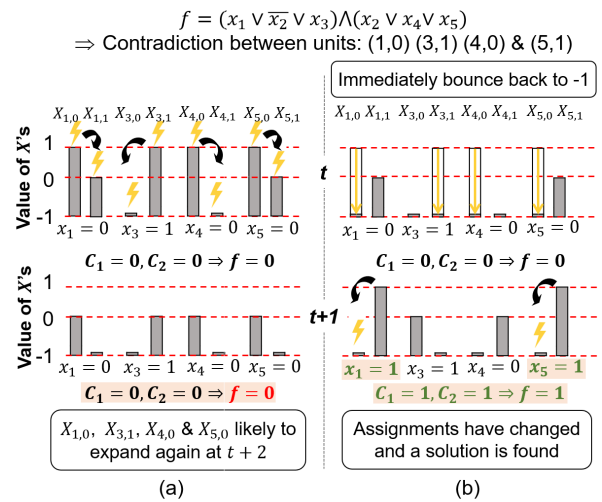 f = (x₁ ∨ x̅₂ ∨ x₃)⋀(x₂ ∨ x₄∨ x₅)
⇒ Contradiction between units: (1,0) (3,1) (4,0) & (5,1)
Immediately bounce back to -1
X₁,₀ X₁,₁ X₃,₀ X₃,₁ X₄,₀ X₄,₁ X₅,₀ X₅,₁
X₁,₀ X₁,₁ X₃,₀ X₃,₁ X₄,₀ X₄,₁ X₅,₀ X₅,₁
Value of X's
1
0
-1
t
x₁ = 0 x₃ = 1 x₄ = 0 x₅ = 0
x₁ = 0 x₃ = 1 x₄ = 0 x₅ = 0
C₁ = 0, C₂ = 0 ⇒ f = 0
C₁ = 0, C₂ = 0 ⇒ f = 0
Value of X's
1
0
-1
t+1
x₁ = 0 x₃ = 1 x₄ = 0 x₅ = 0
x₁ = 1 x₃ = 1 x₄ = 0 x₅ = 1
C₁ = 0, C₂ = 0 ⇒ f = 0
C₁ = 1, C₂ = 1 ⇒ f = 1
X₁,₀, X₃,₁, X₄,₀ & X₅,₀ likely to
expand again at t + 2
Assignments have changed
and a solution is found
(a)
(b)